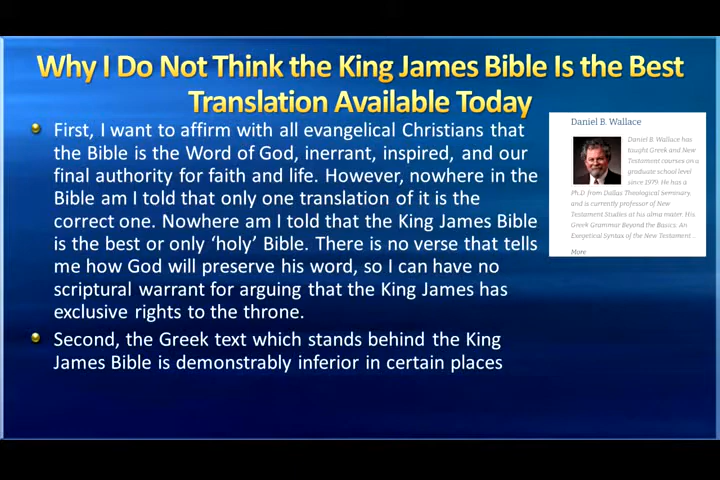 Why I Do Not Think the King James Bible Is the Best
Translation Available Today
First, I want to affirm with all evangelical Christians that
the Bible is the Word of God, inerrant, inspired, and our
final authority for faith and life. However, nowhere in the
Bible am I told that only one translation of it is the
correct one. Nowhere am I told that the King James Bible
is the best or only ‘holy’ Bible. There is no verse that tells
me how God will preserve his word, so I can have no
scriptural warrant for arguing that the King James has
exclusive rights to the throne.
Second, the Greek text which stands behind the King
James Bible is demonstrably inferior in certain places
Daniel B. Wallace
Daniel B. Wallace has
taught Greek and New
Testament courses on a
graduate school level
since 1979. He has a
Ph.D from Dallas Theological Seminary,
and is currently professor of New
Testament Studies at his alma mater. His
Greek Grammar Beyond the Basics: An
Exegetical Syntax of the New Testament ...
More